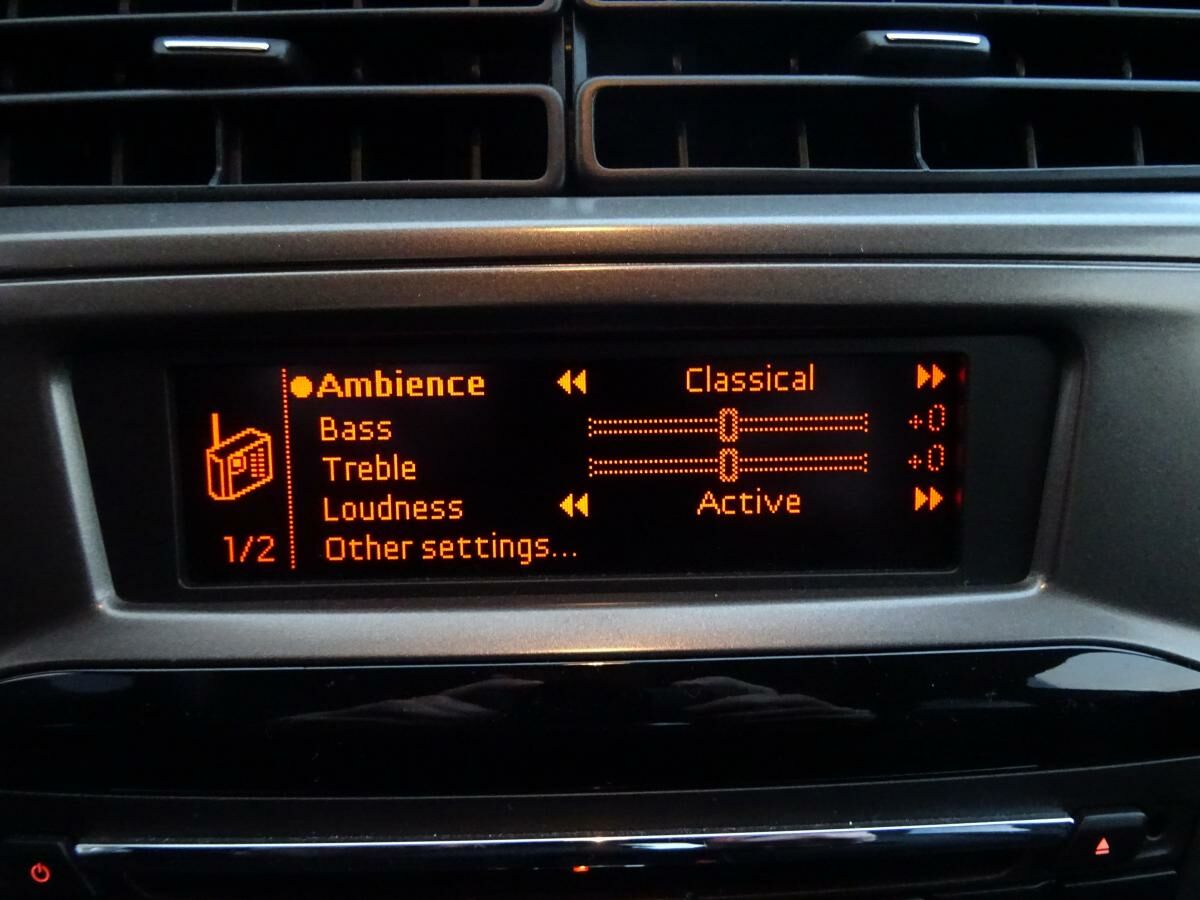 Ambience Classical
Bass +0
Treble +0
Loudness Active
1/2 Other settings...